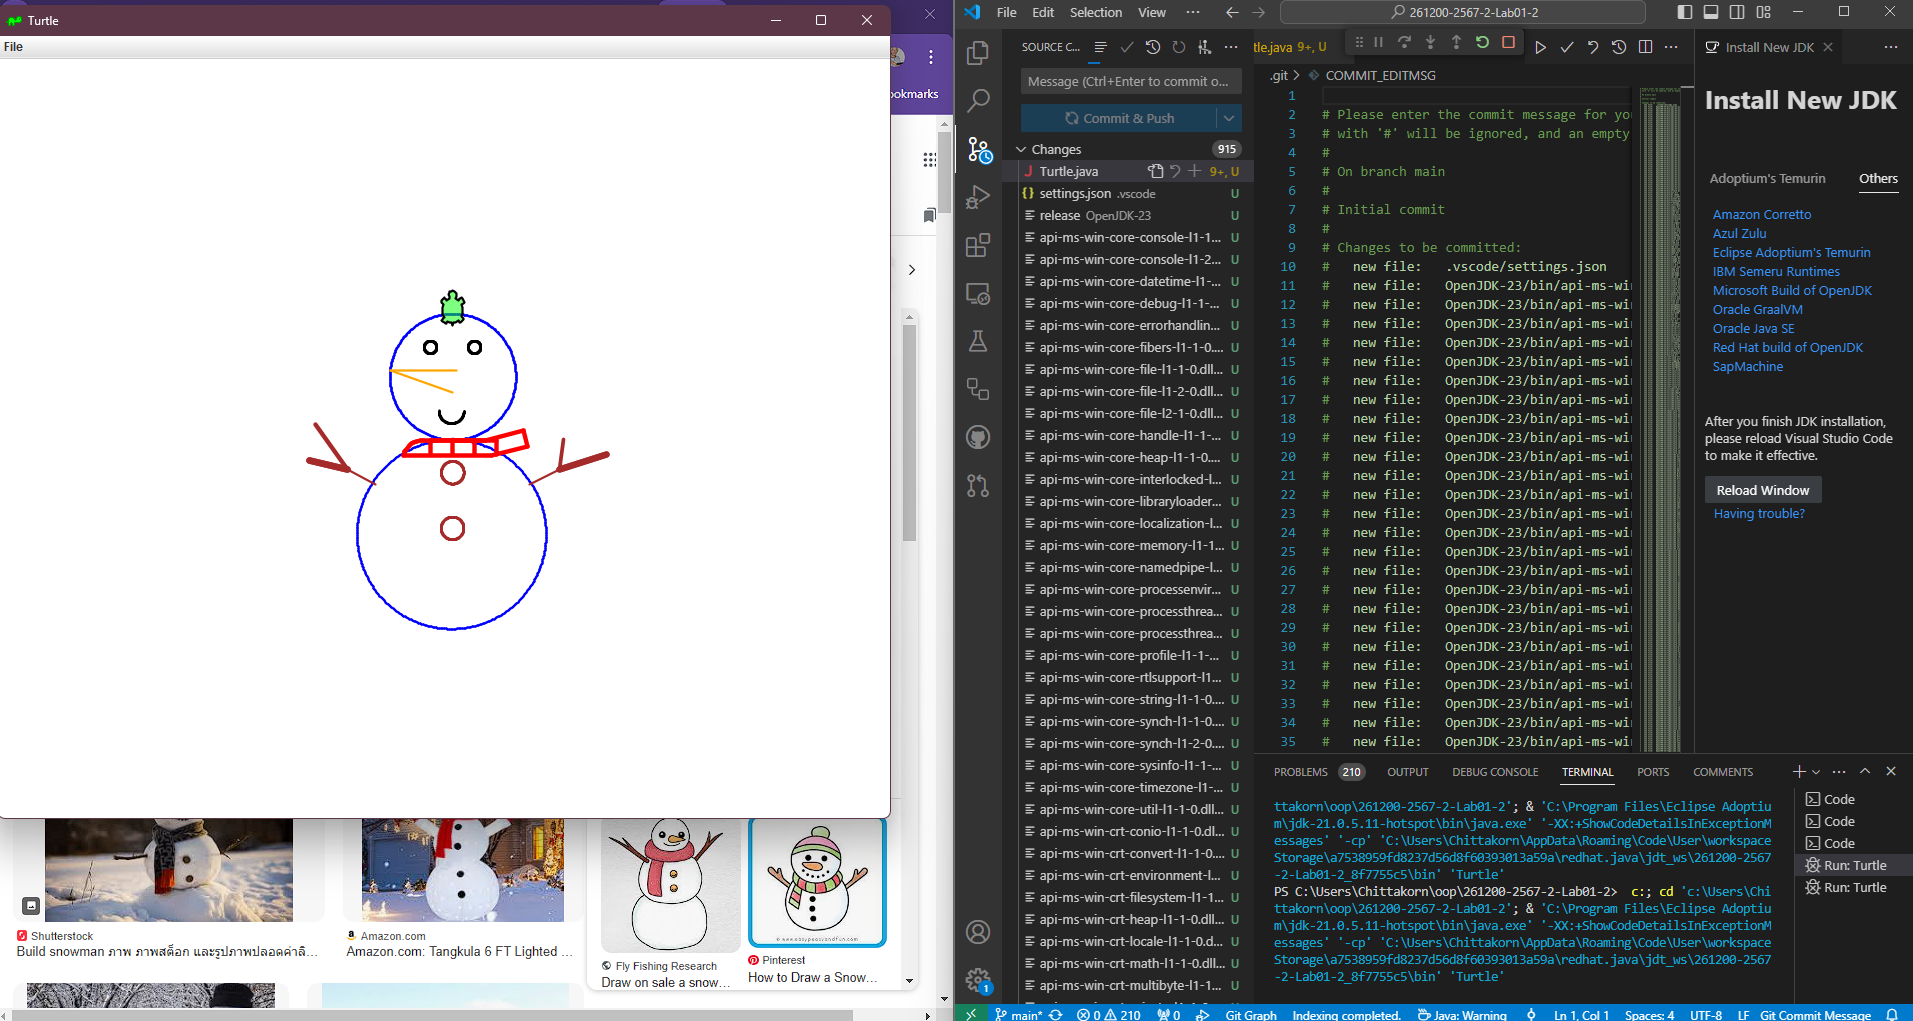 Turtle
File
ookmarks
Shutterstock
Build snowman ภาพ ภาพสต็อก และรูปภาพปลอดค่าลิ...
Amazon.com
Amazon.com: Tangkula 6 FT Lighted ...
Fly Fishing Research
Draw on sale a snow...
www.easypeasyandfun.com
Pinterest
How to Draw a Snow...
File Edit Selection View ...
261200-2567-2-Lab01-2
SOURCE C...
Message (Ctrl+Enter to commit o...
Commit & Push
Changes 915
Turtle.java 9+, U
settings.json .vscode U
release OpenJDK-23 U
api-ms-win-core-console-l1-1... U
api-ms-win-core-console-l1-2... U
api-ms-win-core-datetime-l1-... U
api-ms-win-core-debug-l1-1-... U
api-ms-win-core-errorhandlin... U
api-ms-win-core-fibers-l1-1-0.... U
api-ms-win-core-file-l1-1-0.dll... U
api-ms-win-core-file-l1-2-0.dll... U
api-ms-win-core-file-l2-1-0.dll... U
api-ms-win-core-handle-l1-1-... U
api-ms-win-core-heap-l1-1-0.... U
api-ms-win-core-interlocked-l... U
api-ms-win-core-libraryloader... U
api-ms-win-core-localization-l... U
api-ms-win-core-memory-l1-1... U
api-ms-win-core-namedpipe-l... U
api-ms-win-core-processenvir... U
api-ms-win-core-processthrea... U
api-ms-win-core-processthrea... U
api-ms-win-core-profile-l1-1-... U
api-ms-win-core-rtlsupport-l1... U
api-ms-win-core-string-l1-1-0.... U
api-ms-win-core-synch-l1-1-0.... U
api-ms-win-core-synch-l1-2-0.... U
api-ms-win-core-sysinfo-l1-1-... U
api-ms-win-core-timezone-l1-... U
api-ms-win-core-util-l1-1-0.dll... U
api-ms-win-crt-conio-l1-1-0.dl... U
api-ms-win-crt-convert-l1-1-0... U
api-ms-win-crt-environment-l... U
api-ms-win-crt-filesystem-l1-1... U
api-ms-win-crt-heap-l1-1-0.dl... U
api-ms-win-crt-locale-l1-1-0.d... U
api-ms-win-crt-math-l1-1-0.dll... U
api-ms-win-crt-multibyte-l1-1... U
tle.java 9+, U
.git > COMMIT_EDITMSG
1
2 # Please enter the commit message for you
3 # with '#' will be ignored, and an empty
4 #
5 # On branch main
6 #
7 # Initial commit
8 #
9 # Changes to be committed:
10 # new file: .vscode/settings.json
11 # new file: OpenJDK-23/bin/api-ms-wi
12 # new file: OpenJDK-23/bin/api-ms-wi
13 # new file: OpenJDK-23/bin/api-ms-wi
14 # new file: OpenJDK-23/bin/api-ms-wi
15 # new file: OpenJDK-23/bin/api-ms-wi
16 # new file: OpenJDK-23/bin/api-ms-wi
17 # new file: OpenJDK-23/bin/api-ms-wi
18 # new file: OpenJDK-23/bin/api-ms-wi
19 # new file: OpenJDK-23/bin/api-ms-wi
20 # new file: OpenJDK-23/bin/api-ms-wi
21 # new file: OpenJDK-23/bin/api-ms-wi
22 # new file: OpenJDK-23/bin/api-ms-wi
23 # new file: OpenJDK-23/bin/api-ms-wi
24 # new file: OpenJDK-23/bin/api-ms-wi
25 # new file: OpenJDK-23/bin/api-ms-wi
26 # new file: OpenJDK-23/bin/api-ms-wi
27 # new file: OpenJDK-23/bin/api-ms-wi
28 # new file: OpenJDK-23/bin/api-ms-wi
29 # new file: OpenJDK-23/bin/api-ms-wi
30 # new file: OpenJDK-23/bin/api-ms-wi
31 # new file: OpenJDK-23/bin/api-ms-wi
32 # new file: OpenJDK-23/bin/api-ms-wi
33 # new file: OpenJDK-23/bin/api-ms-wi
34 # new file: OpenJDK-23/bin/api-ms-wi
35 # new file: OpenJDK-23/bin/api-ms-wi
Install New JDK
Install New JDK
Adoptium's Temurin Others
Amazon Corretto
Azul Zulu
Eclipse Adoptium's Temurin
IBM Semeru Runtimes
Microsoft Build of OpenJDK
Oracle GraalVM
Oracle Java SE
Red Hat build of OpenJDK
SapMachine
After you finish JDK installation,
please reload Visual Studio Code
to make it effective.
Reload Window
Having trouble?
PROBLEMS 210 OUTPUT DEBUG CONSOLE TERMINAL PORTS COMMENTS
ttakorn\oop\261200-2567-2-Lab01-2'; & 'C:\Program Files\Eclipse Adoptiu
m\jdk-21.0.5.11-hotspot\bin\java.exe' '-XX:+ShowCodeDetailsInExceptionM
essages' '-cp' 'C:\Users\Chittakorn\AppData\Roaming\Code\User\workspace
Storage\a7538959fd8237d56d8f60393013a59a\redhat.java\jdt_ws\261200-2567
-2-Lab01-2_8f7755c5\bin' 'Turtle'
PS C:\Users\Chittakorn\oop\261200-2567-2-Lab01-2> c:; cd 'c:\Users\Chi
ttakorn\oop\261200-2567-2-Lab01-2'; & 'C:\Program Files\Eclipse Adoptiu
m\jdk-21.0.5.11-hotspot\bin\java.exe' '-XX:+ShowCodeDetailsInExceptionM
essages' '-cp' 'C:\Users\Chittakorn\AppData\Roaming\Code\User\workspace
Storage\a7538959fd8237d56d8f60393013a59a\redhat.java\jdt_ws\261200-2567
-2-Lab01-2_8f7755c5\bin' 'Turtle'
Code
Code
Code
Run: Turtle
Run: Turtle
1
main* 0 210 0 Git Graph Indexing completed. Java: Warning Ln 1, Col 1 Spaces: 4 UTF-8 LF Git Commit Message